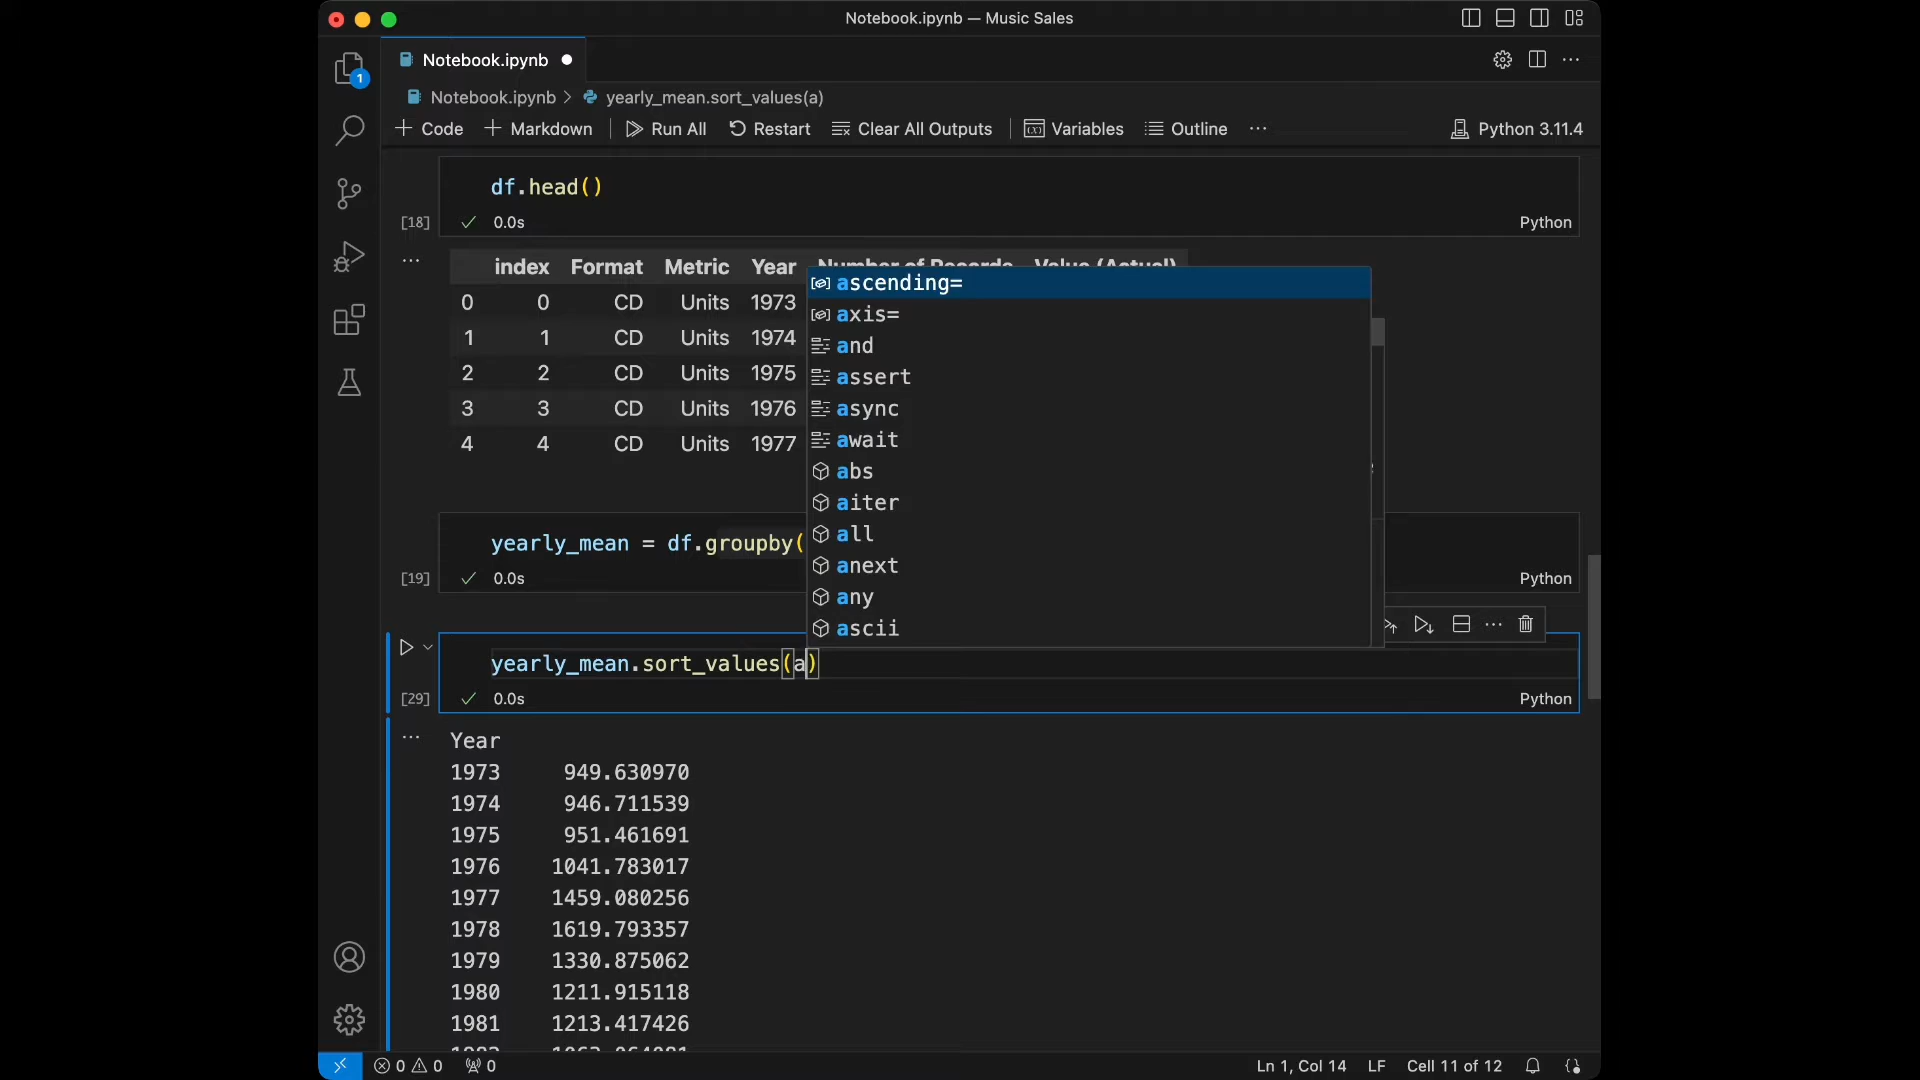 Notebook.ipynb — Music Sales
Notebook.ipynb
1
Notebook.ipynb > yearly_mean.sort_values(a)
+ Code + Markdown Run All Restart Clear All Outputs Variables Outline ... Python 3.11.4
df.head()
[18] 0.0s Python
index Format Metric Year Number of Records Value (Actual)
0 0 CD Units 1973
1 1 CD Units 1974
2 2 CD Units 1975
3 3 CD Units 1976
4 4 CD Units 1977
ascending=
axis=
and
assert
async
await
abs
aiter
all
anext
any
ascii
yearly_mean = df.groupby(
[19] 0.0s Python
yearly_mean.sort_values(a)
[29] 0.0s Python
Year
1973 949.630970
1974 946.711539
1975 951.461691
1976 1041.783017
1977 1459.080256
1978 1619.793357
1979 1330.875062
1980 1211.915118
1981 1213.417426
0 0 0 Ln 1, Col 14 LF Cell 11 of 12